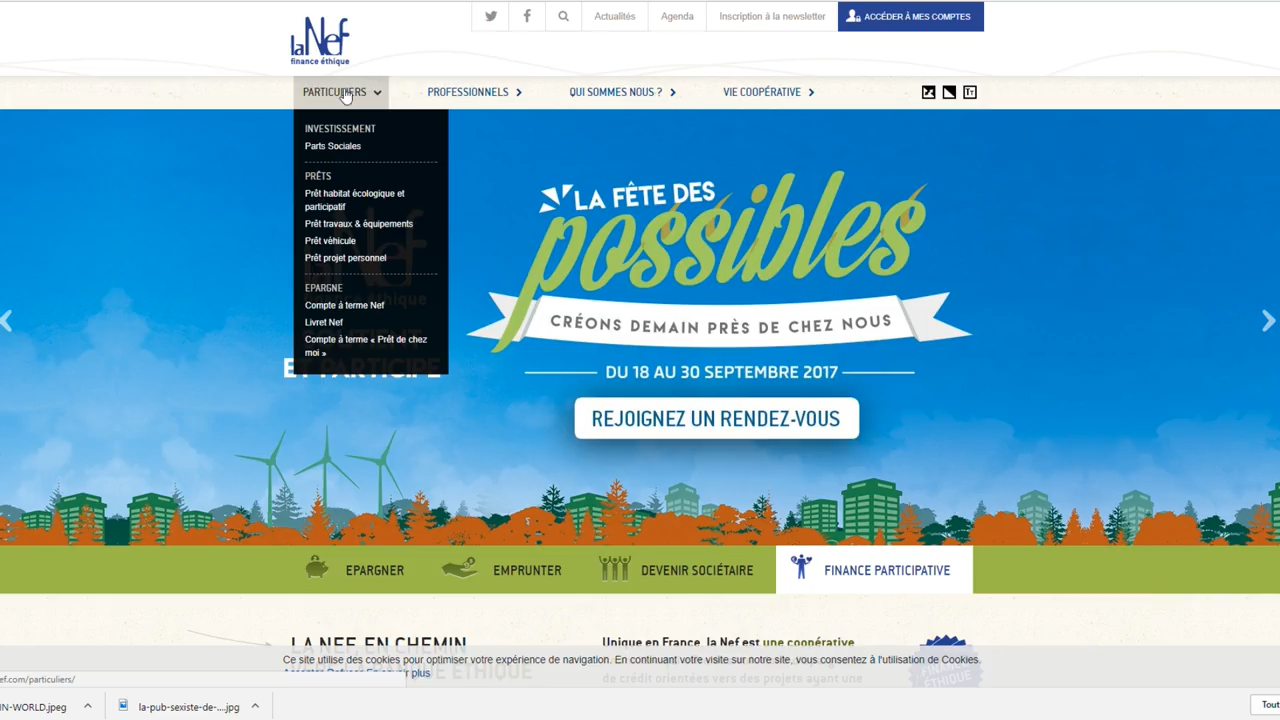 Actualités
Agenda
Inscription à la newsletter
ACCÉDER À MES COMPTES
la Nef
finance éthique
PARTICULIERS
PROFESSIONNELS
QUI SOMMES NOUS ?
VIE COOPÉRATIVE
INVESTISSEMENT
Parts Sociales
PRÊTS
Prêt habitat écologique et
participatif
Prêt travaux & équipements
Prêt véhicule
Prêt projet personnel
EPARGNE
Compte à terme Nef
Livret Nef
Compte à terme « Prêt de chez
moi »
ET PARTICIPE
LA FÊTE DES
possibles
CRÉONS DEMAIN PRÈS DE CHEZ NOUS
DU 18 AU 30 SEPTEMBRE 2017
REJOIGNEZ UN RENDEZ-VOUS
EPARGNER
EMPRUNTER
DEVENIR SOCIÉTAIRE
FINANCE PARTICIPATIVE
LA NEF, EN CHEMIN
Unique en France, la Nef est une coopérative
de crédit orientées vers des projets ayant une
Ce site utilise des cookies pour optimiser votre expérience de navigation. En continuant votre visite sur notre site, vous consentez à l'utilisation de Cookies.
plus
ef.com/particuliers/
IN-WORLD.jpeg
la-pub-sexiste-de-....jpg
Tout